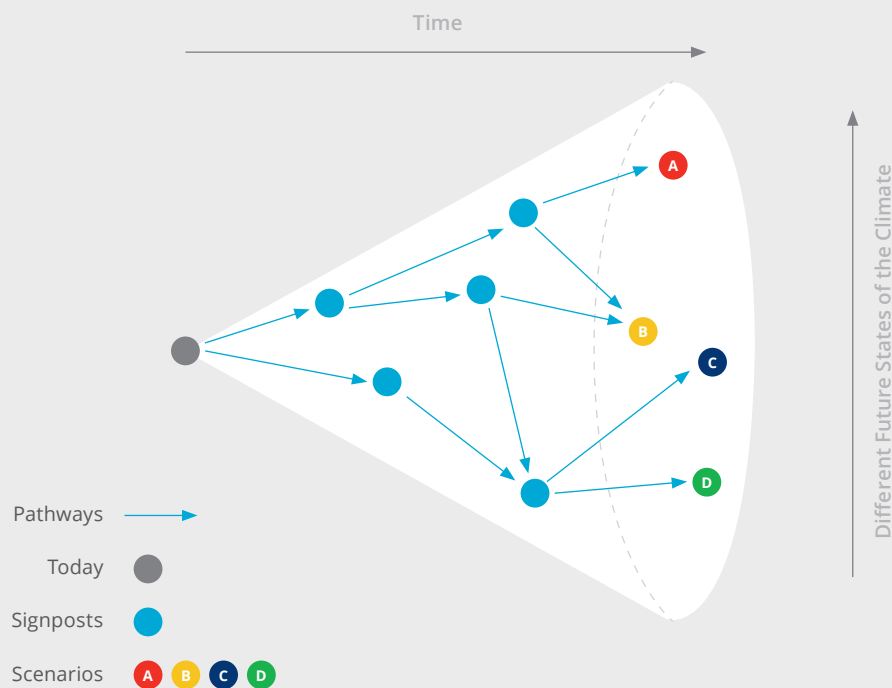 Time
Different Future States of the Climate
A
B
C
D
Pathways
Today
Signposts
Scenarios A B C D